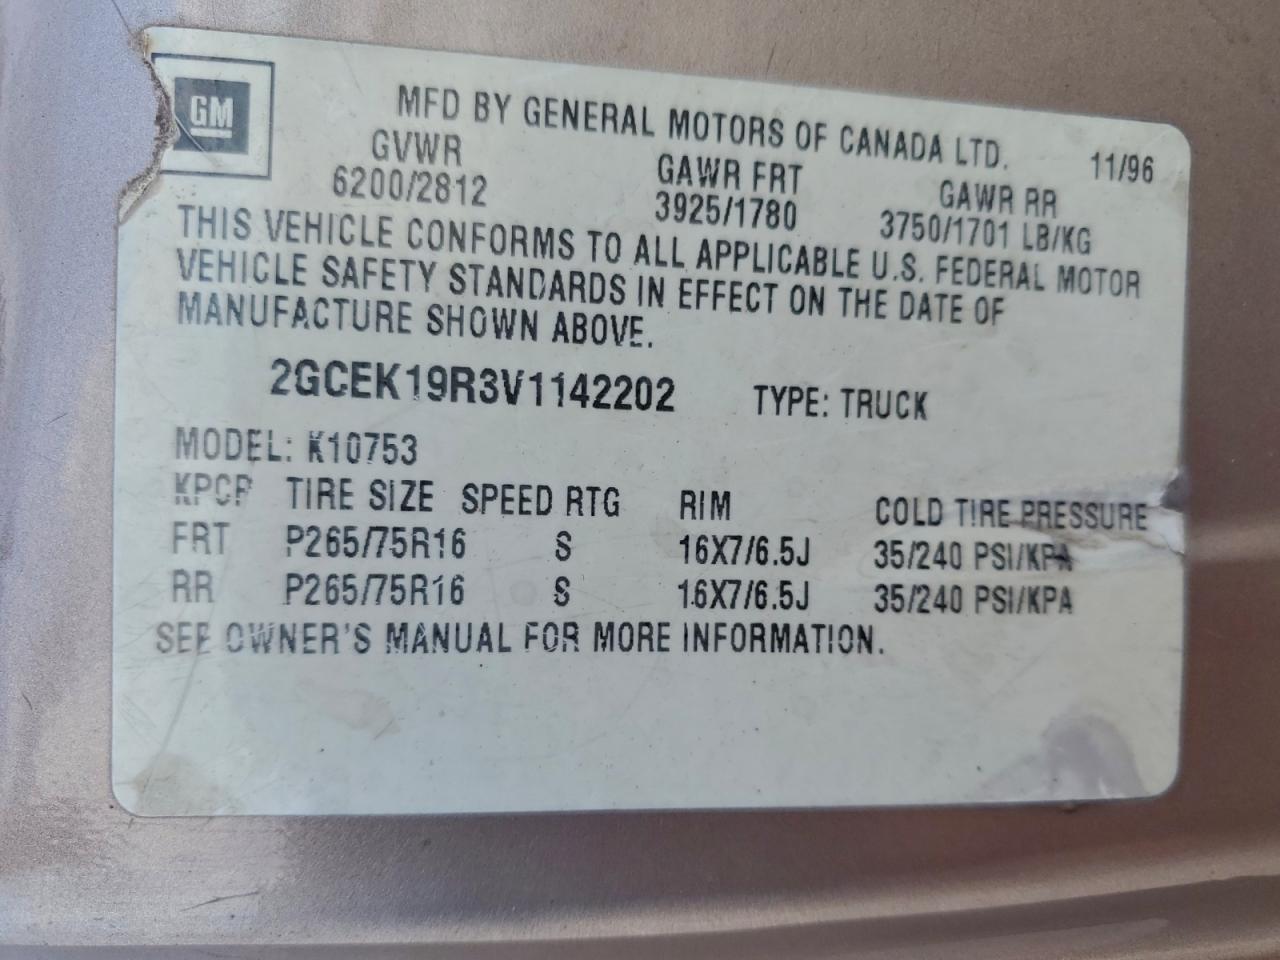 GM
MFD BY GENERAL MOTORS OF CANADA LTD.
11/96
GVWR GAWR FRT GAWR RR
6200/2812 3925/1780 3750/1701 LB/KG
THIS VEHICLE CONFORMS TO ALL APPLICABLE U.S. FEDERAL MOTOR
VEHICLE SAFETY STANDARDS IN EFFECT ON THE DATE OF
MANUFACTURE SHOWN ABOVE.
2GCEK19R3V1142202 TYPE: TRUCK
MODEL: K10753
TIRE SIZE SPEED RTG RIM COLD TIRE PRESSURE
FRT P265/75R16 S 16X7/6.5J 35/240 PSI/KPA
RR P265/75R16 S 16X7/6.5J 35/240 PSI/KPA
SEE OWNER'S MANUAL FOR MORE INFORMATION.